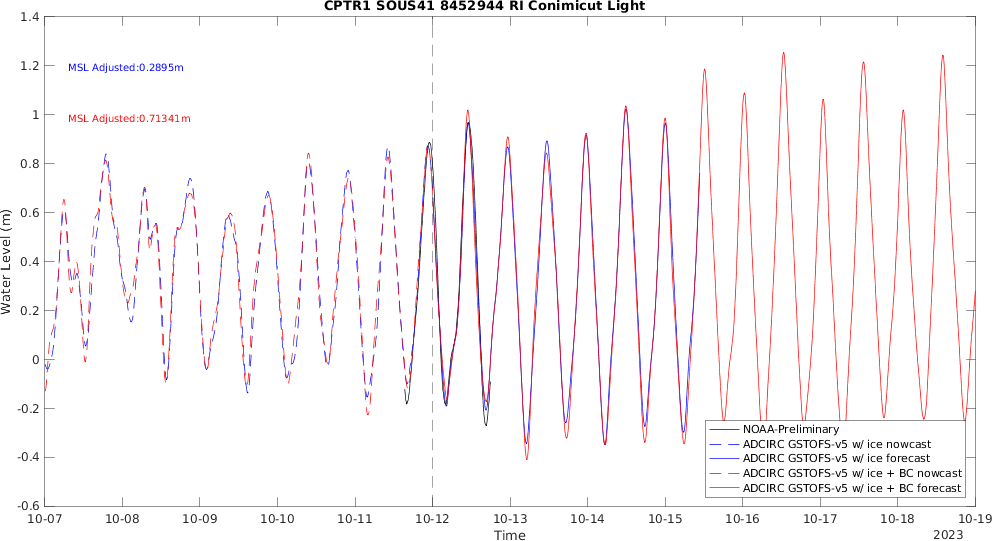 CPTR1 SOUS41 8452944 RI Conimicut Light
1.4
1.2
1
0.8
0.6
0.4
0.2
0
-0.2
-0.4
-0.6
Water Level (m)
MSL Adjusted:0.2895m
MSL Adjusted:0.71341m
NOAA-Preliminary
ADCIRC GSTOFS-v5 w/ ice nowcast
ADCIRC GSTOFS-v5 w/ ice forecast
ADCIRC GSTOFS-v5 w/ ice + BC nowcast
ADCIRC GSTOFS-v5 w/ ice + BC forecast
10-07 10-08 10-09 10-10 10-11 10-12 10-13 10-14 10-15 10-16 10-17 10-18 10-19
Time
2023